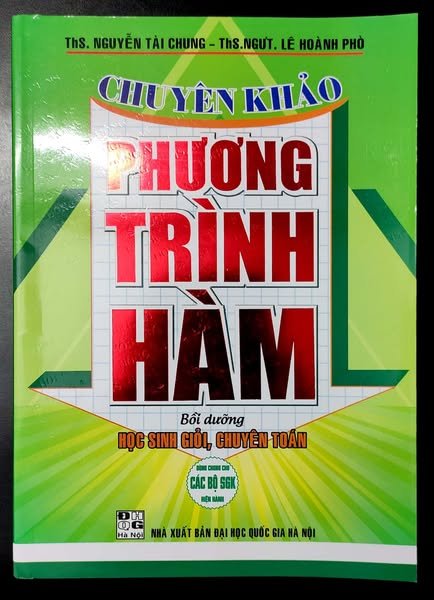 ThS. NGUYỄN TÀI CHUNG – ThS.NGƯT. LÊ HOÀNH PHÒ
CHUYÊN KHẢO
PHƯƠNG
TRÌNH
HÀM
Bồi dưỡng
HỌC SINH GIỎI, CHUYÊN TOÁN
DÙNG CHUNG CHO
CÁC BỘ SGK
HIỆN HÀNH
ĐHQG
Hà Nội
NHÀ XUẤT BẢN ĐẠI HỌC QUỐC GIA HÀ NỘI